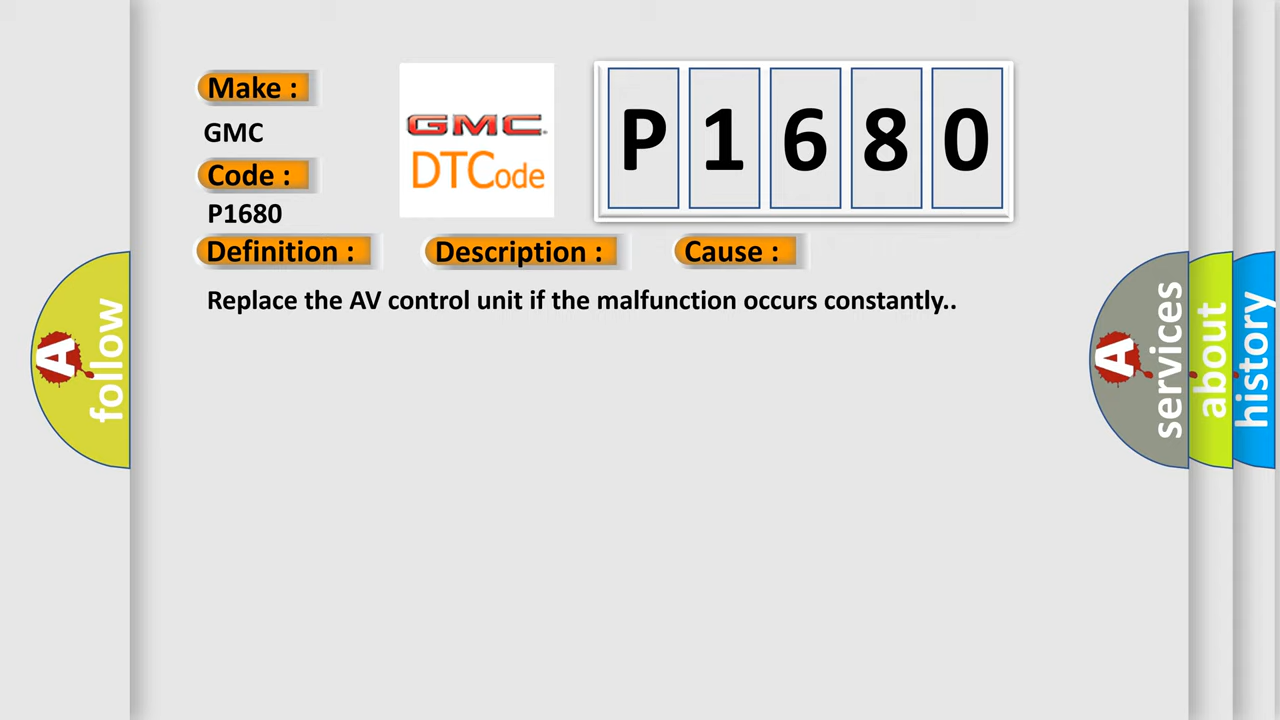 Make :
GMC
Code :
P1680
GMC
DTCode
P 1 6 8 0
Definition :
Description :
Cause :
Replace the AV control unit if the malfunction occurs constantly..
A follow
A services
about
history